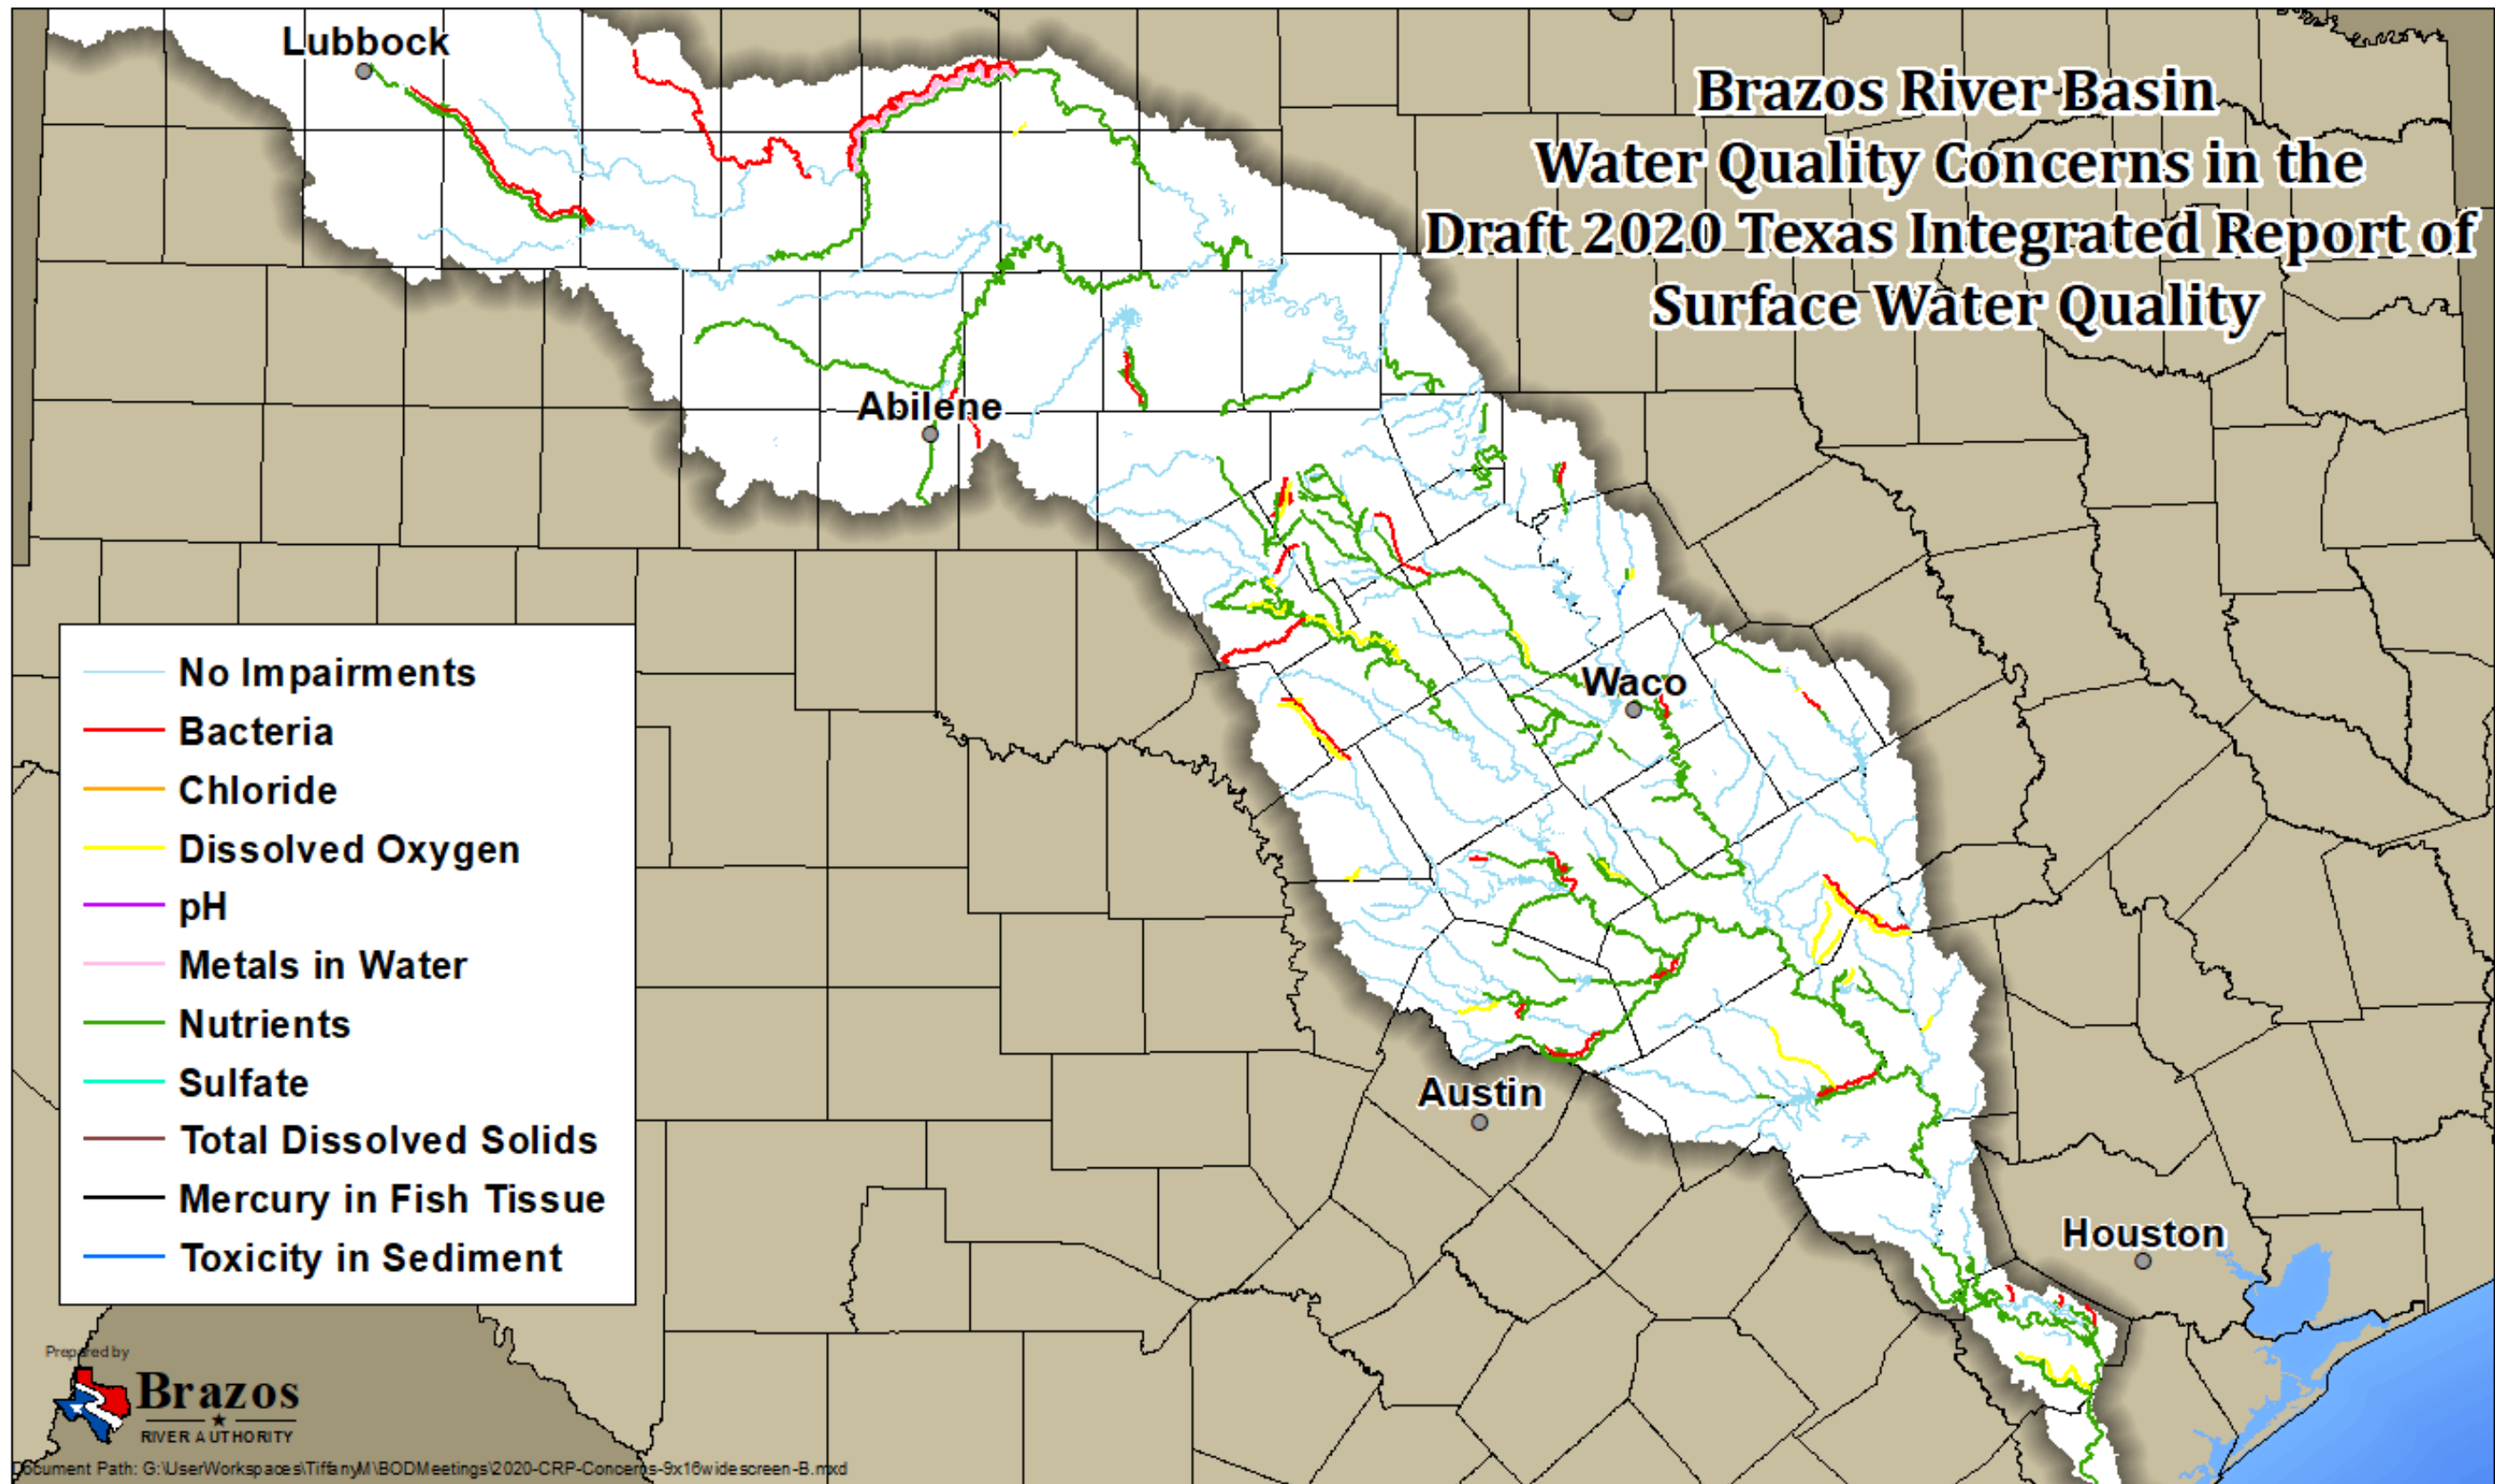 Lubbock
Brazos River Basin
Water Quality Concerns in the
Draft 2020 Texas Integrated Report of
Surface Water Quality
Abilene
Waco
No Impairments
Bacteria
Chloride
Dissolved Oxygen
pH
Metals in Water
Nutrients
Sulfate
Total Dissolved Solids
Mercury in Fish Tissue
Toxicity in Sediment
Austin
Houston
Prepared by
Brazos
RIVER AUTHORITY
Document Path: G:\UserWorkspaces\TiffanyM\BODMeetings\2020-CRP-Concerns-9x16widescreen-B.mxd